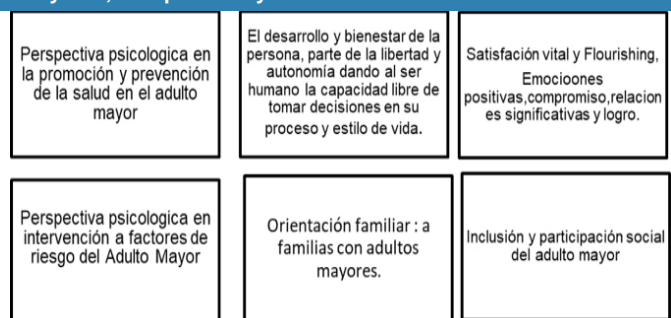 Perspectiva psicologica en
la promoción y prevención
de la salud en el adulto
mayor
El desarrollo y bienestar de la
persona, parte de la libertad y
autonomía dando al ser
humano la capacidad libre de
tomar decisiones en su
proceso y estilo de vida.
Satisfación vital y Flourishing,
Emocioones
positivas,compromiso,relacion
es significativas y logro.
Perspectiva psicologica en
intervención a factores de
riesgo del Adulto Mayor
Orientación familiar : a
familias con adultos
mayores.
Inclusión y participación social
del adulto mayor